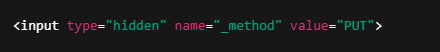 <input type="hidden" name="_method" value="PUT">